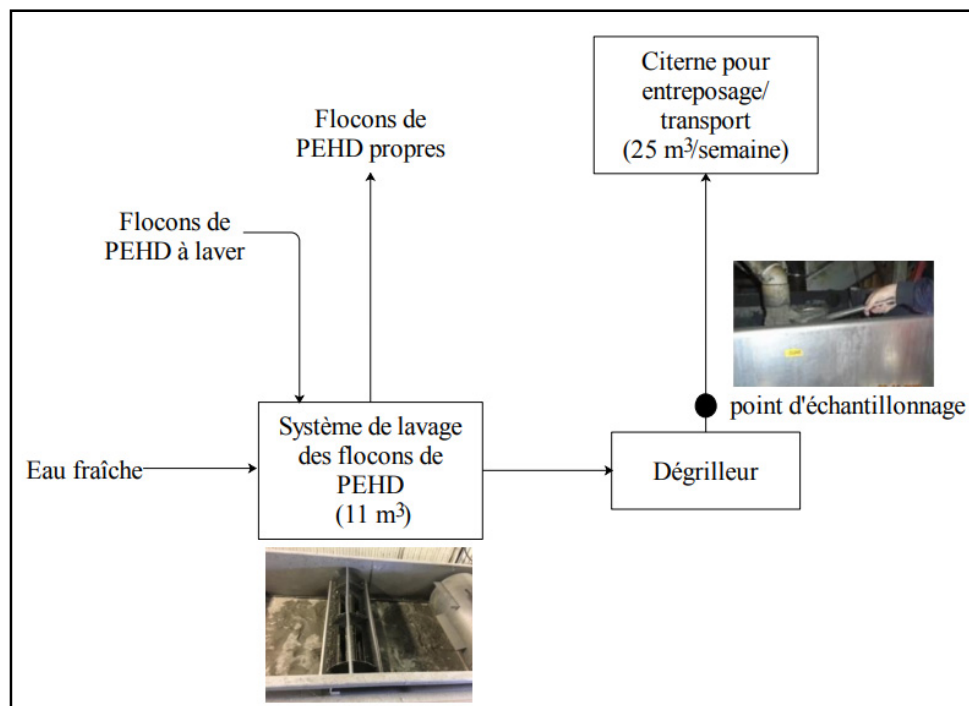 Citerne pour
entreposage/
transport
(25 m³/semaine)
Flocons de
PEHD propres
Flocons de
PEHD à laver
point d'échantillonnage
Système de lavage
des flocons de
PEHD
(11 m³)
Eau fraîche
Dégrilleur